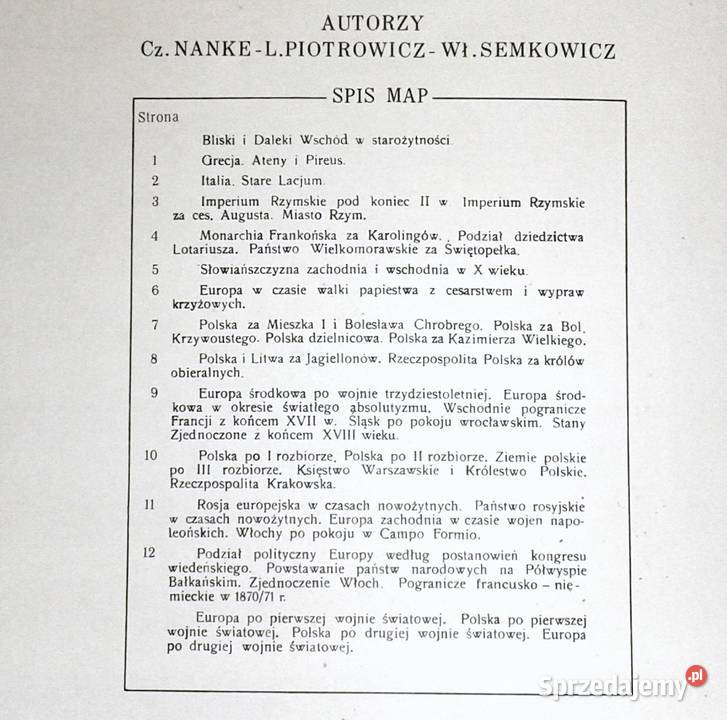 AUTORZY
Cz. NANKE - L. PIOTROWICZ - Wł. SEMKOWICZ
SPIS MAP
Strona
Bliski i Daleki Wschód w starożytności
1 Grecja. Ateny i Pireus.
2 Italia. Stare Lacjum.
3 Imperium Rzymskie pod koniec II w Imperium Rzymskie
za ces. Augusta. Miasto Rzym.
4 Monarchia Frankońska za Karolingów. Podział dziedzictwa
Lotariusza. Państwo Wielkomorawskie za Świętopełka.
5 Słowiańszczyzna zachodnia i wschodnia w X wieku.
6 Europa w czasie walki papiestwa z cesarstwem i wypraw
krzyżowych.
7 Polska za Mieszka I i Bolesława Chrobrego. Polska za Bol.
Krzywoustego. Polska dzielnicowa. Polska za Kazimierza Wielkiego.
8 Polska i Litwa za Jagiellonów. Rzeczpospolita Polska za królów
obieralnych.
9 Europa środkowa po wojnie trzydziestoletniej. Europa środ-
kowa w okresie światłego absolutyzmu. Wschodnie pogranicze
Francji z końcem XVII w. Śląsk po pokoju wrocławskim. Stany
Zjednoczone z końcem XVIII wieku.
10 Polska po I rozbiorze. Polska po II rozbiorze. Ziemie polskie
po III rozbiorze. Księstwo Warszawskie i Królestwo Polskie.
Rzeczpospolita Krakowska.
11 Rosja europejska w czasach nowożytnych. Państwo rosyjskie
w czasach nowożytnych. Europa zachodnia w czasie wojen napo-
leońskich. Włochy po pokoju w Campo Formio.
12 Podział polityczny Europy według postanowień kongresu
wiedeńskiego. Powstawanie państw narodowych na Półwyspie
Bałkańskim. Zjednoczenie Włoch. Pogranicze francusko - nie-
mieckie w 1870/71 r.
Europa po pierwszej wojnie światowej. Polska po pierwszej
wojnie światowej. Polska po drugiej wojnie światowej. Europa
po drugiej wojnie światowej.
Sprzedajemy.pl